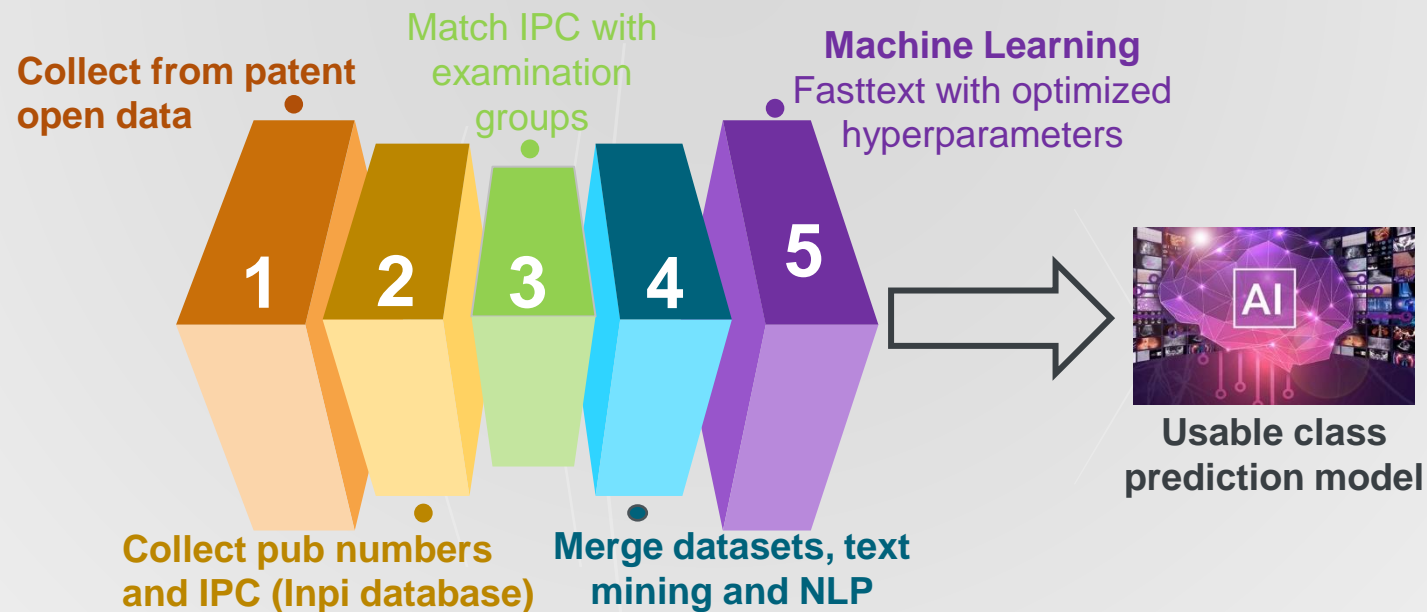 Collect from patent
open data
1
Collect pub numbers
and IPC (Inpi database)
2
Match IPC with
examination
groups
3
Merge datasets, text
mining and NLP
4
Machine Learning
Fasttext with optimized
hyperparameters
5
AI
Usable class
prediction model